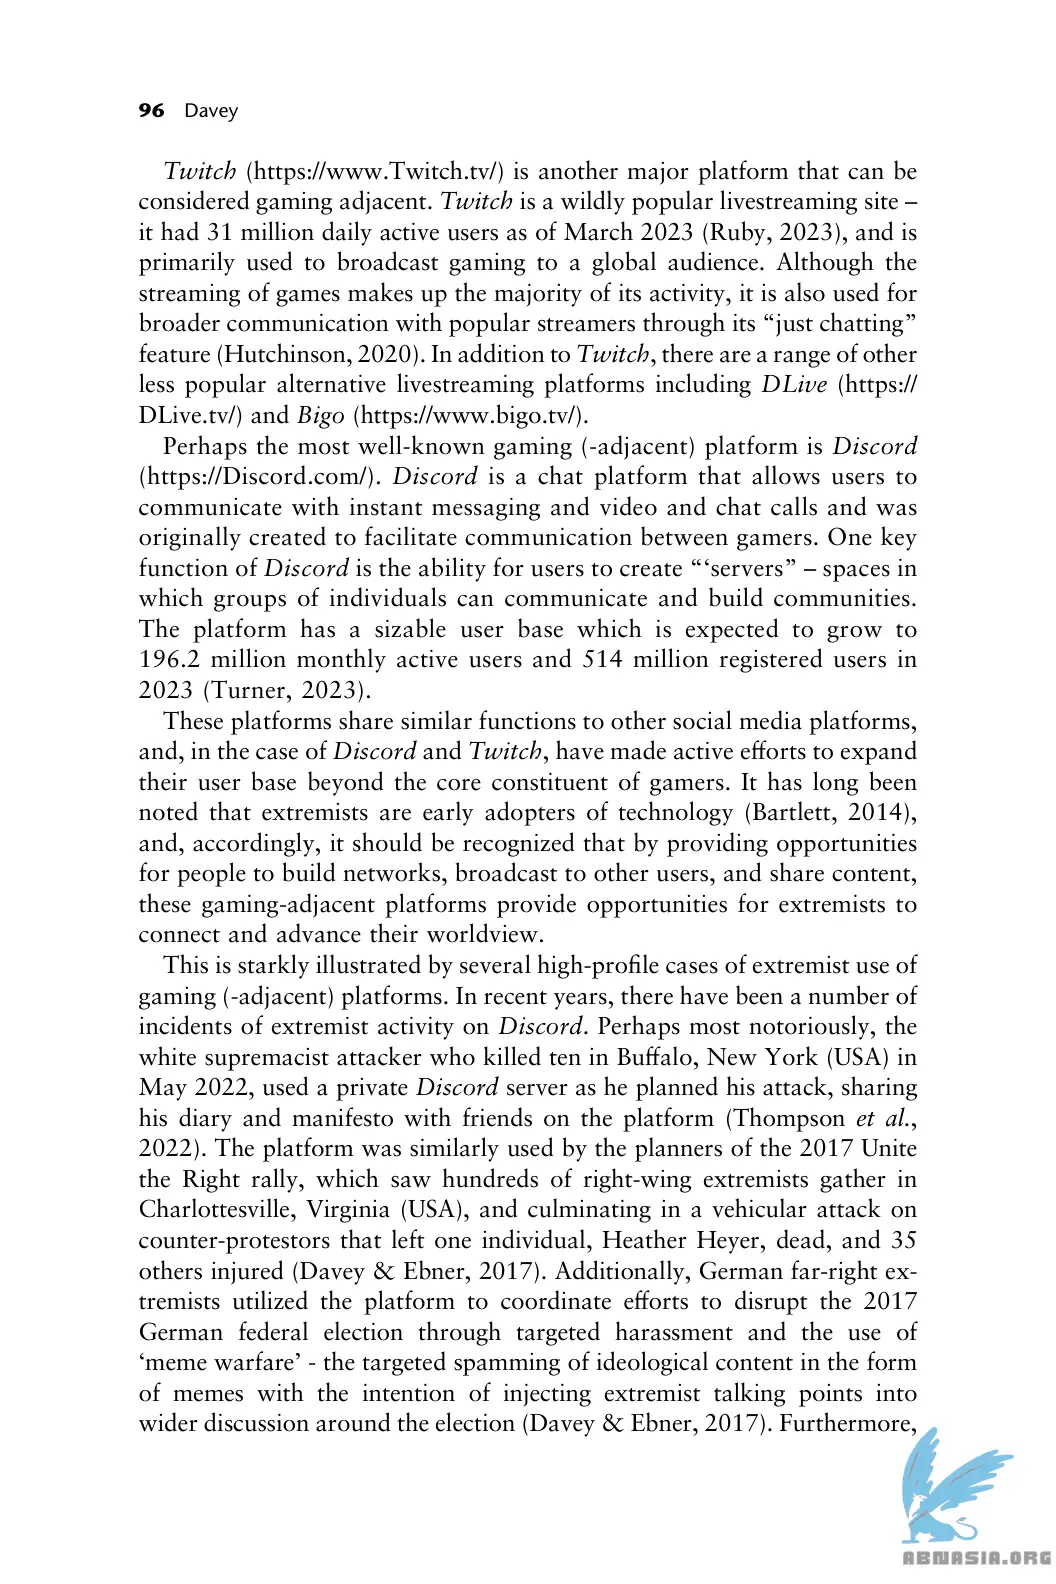 96 Davey
Twitch (https://www.Twitch.tv/) is another major platform that can be
considered gaming adjacent. Twitch is a wildly popular livestreaming site –
it had 31 million daily active users as of March 2023 (Ruby, 2023), and is
primarily used to broadcast gaming to a global audience. Although the
streaming of games makes up the majority of its activity, it is also used for
broader communication with popular streamers through its “just chatting”
feature (Hutchinson, 2020). In addition to Twitch, there are a range of other
less popular alternative livestreaming platforms including DLive (https://
DLive.tv/) and Bigo (https://www.bigo.tv/).
Perhaps the most well-known gaming (-adjacent) platform is Discord
(https://Discord.com/). Discord is a chat platform that allows users to
communicate with instant messaging and video and chat calls and was
originally created to facilitate communication between gamers. One key
function of Discord is the ability for users to create “‘servers” – spaces in
which groups of individuals can communicate and build communities.
The platform has a sizable user base which is expected to grow to
196.2 million monthly active users and 514 million registered users in
2023 (Turner, 2023).
These platforms share similar functions to other social media platforms,
and, in the case of Discord and Twitch, have made active efforts to expand
their user base beyond the core constituent of gamers. It has long been
noted that extremists are early adopters of technology (Bartlett, 2014),
and, accordingly, it should be recognized that by providing opportunities
for people to build networks, broadcast to other users, and share content,
these gaming-adjacent platforms provide opportunities for extremists to
connect and advance their worldview.
This is starkly illustrated by several high-profile cases of extremist use of
gaming (-adjacent) platforms. In recent years, there have been a number of
incidents of extremist activity on Discord. Perhaps most notoriously, the
white supremacist attacker who killed ten in Buffalo, New York (USA) in
May 2022, used a private Discord server as he planned his attack, sharing
his diary and manifesto with friends on the platform (Thompson et al.,
2022). The platform was similarly used by the planners of the 2017 Unite
the Right rally, which saw hundreds of right-wing extremists gather in
Charlottesville, Virginia (USA), and culminating in a vehicular attack on
counter-protestors that left one individual, Heather Heyer, dead, and 35
others injured (Davey & Ebner, 2017). Additionally, German far-right ex-
tremists utilized the platform to coordinate efforts to disrupt the 2017
German federal election through targeted harassment and the use of
‘meme warfare’ - the targeted spamming of ideological content in the form
of memes with the intention of injecting extremist talking points into
wider discussion around the election (Davey & Ebner, 2017). Furthermore,
ABNASIA.ORG